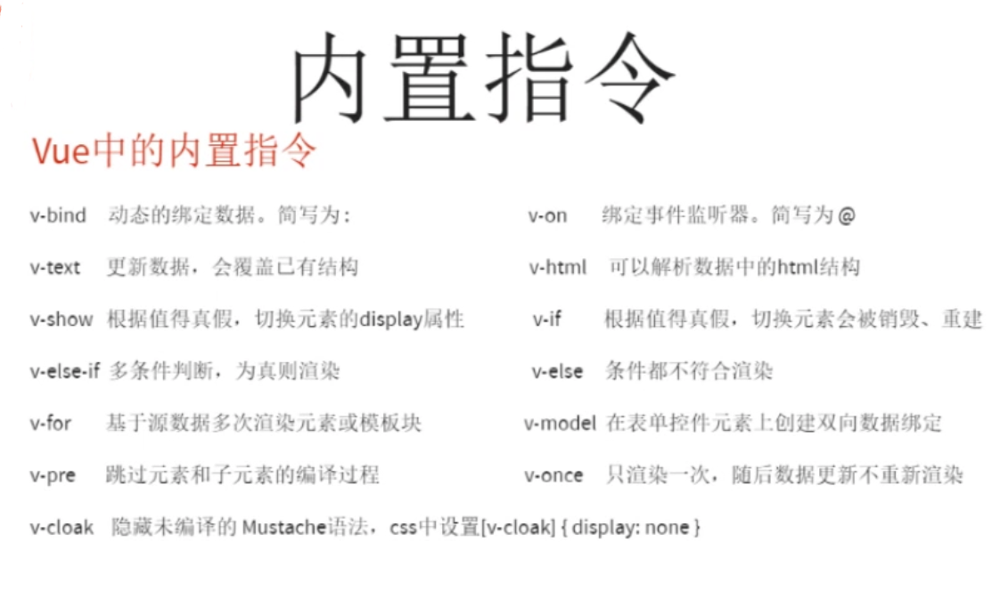 内置指令
Vue中的内置指令
v-bind 动态的绑定数据。简写为: v-on 绑定事件监听器。简写为@
v-text 更新数据，会覆盖已有结构 v-html 可以解析数据中的html结构
v-show 根据值得真假，切换元素的display属性 v-if 根据值得真假，切换元素会被销毁、重建
v-else-if 多条件判断，为真则渲染 v-else 条件都不符合渲染
v-for 基于源数据多次渲染元素或模板块 v-model 在表单控件元素上创建双向数据绑定
v-pre 跳过元素和子元素的编译过程 v-once 只渲染一次，随后数据更新不重新渲染
v-cloak 隐藏未编译的 Mustache语法，css中设置[v-cloak] { display: none }